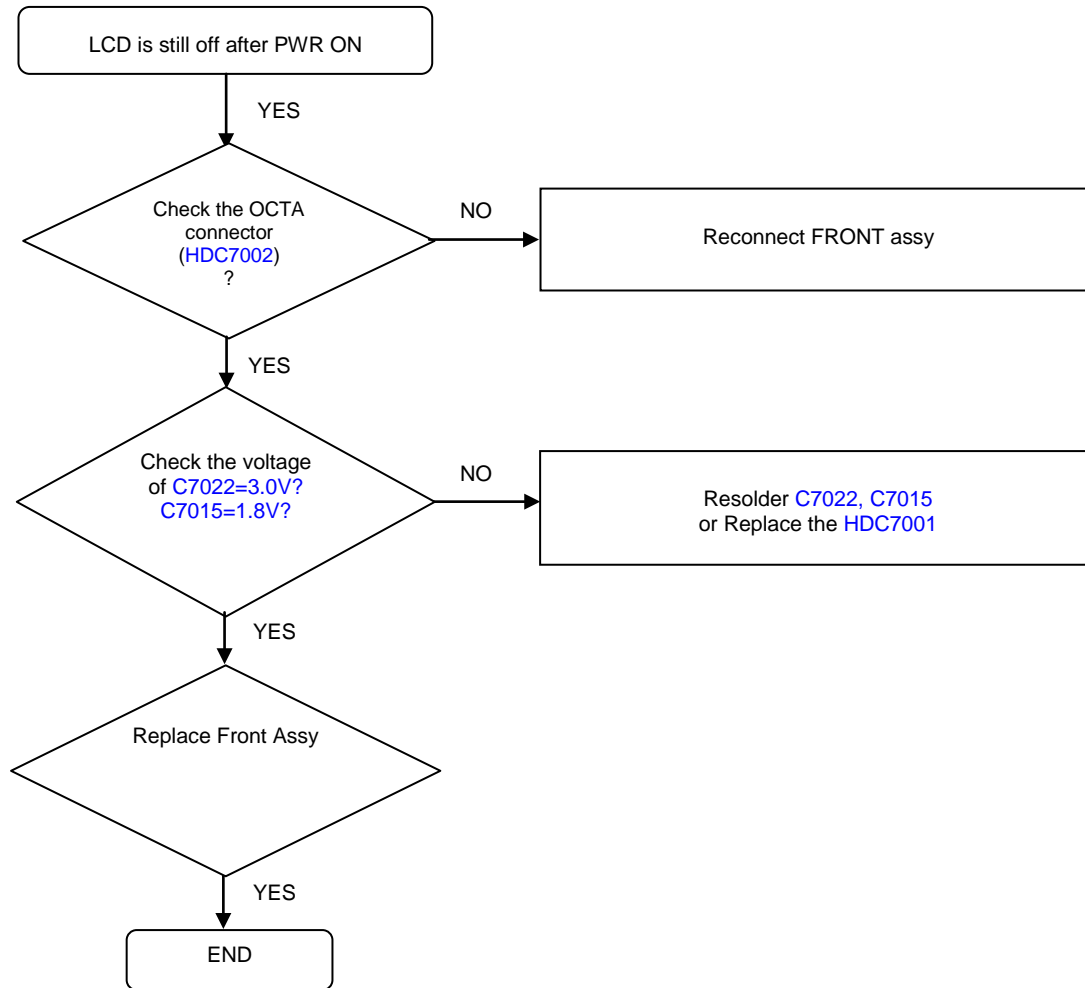 LCD is still off after PWR ON
YES
Check the OCTA
connector
(HDC7002)
?
NO
Reconnect FRONT assy
YES
Check the voltage
of C7022=3.0V?
C7015=1.8V?
NO
Resolder C7022, C7015
or Replace the HDC7001
YES
Replace Front Assy
YES
END